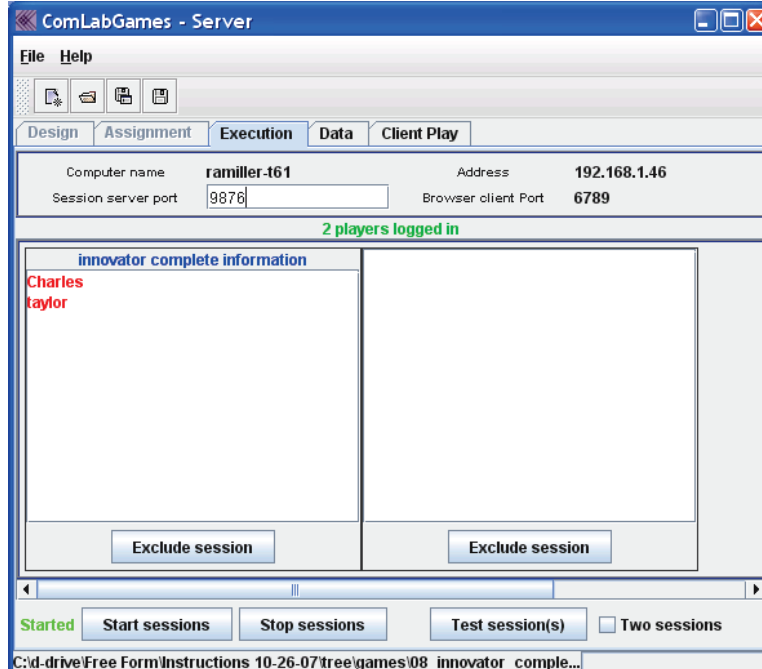 ComLabGames - Server
File Help
Design Assignment Execution Data Client Play
Computer name ramiller-t61 Address 192.168.1.46
Session server port 9876 Browser client Port 6789
2 players logged in
innovator complete information
Charles
taylor
Exclude session Exclude session
Started Start sessions Stop sessions Test session(s) Two sessions
C:\d-drive\Free Form\Instructions 10-26-07\tree\games\08_innovator_comple...